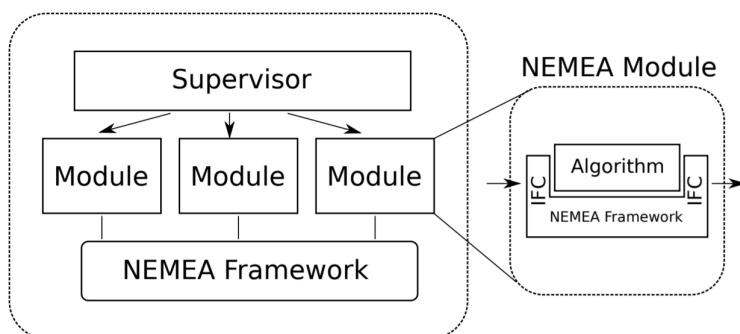 Supervisor
NEMEA Module
Module Module Module
Algorithm
IFC IFC
NEMEA Framework
NEMEA Framework